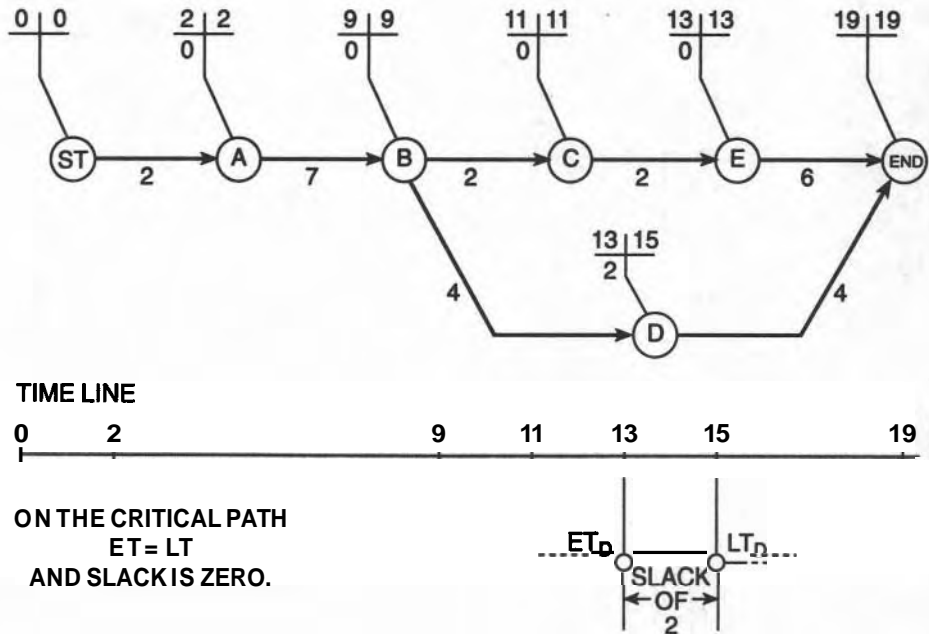 0 0
0
2 2
0
9 9
0
11 11
0
13 13
0
19 19
ST
A
B
C
E
END
2
7
2
2
6
13 15
2
4
D
4
TIME LINE
0 2 9 11 13 15 19
ON THE CRITICAL PATH
ET = LT
AND SLACK IS ZERO.
ETD
LTD
SLACK
OF
2